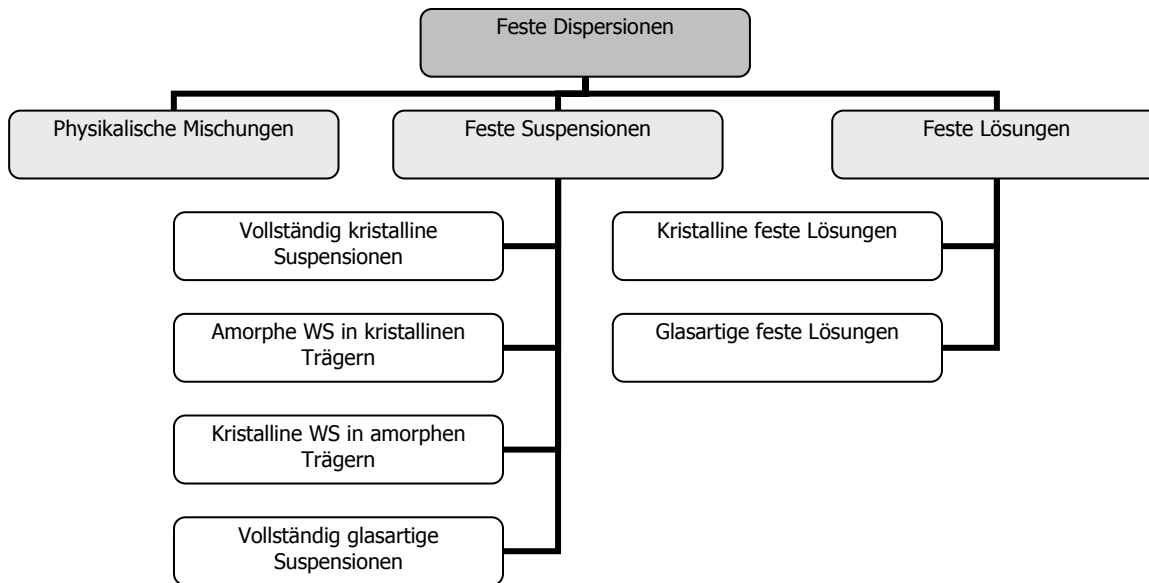 Feste Dispersionen
Physikalische Mischungen
Feste Suspensionen
Feste Lösungen
Vollständig kristalline
Suspensionen
Kristalline feste Lösungen
Amorphe WS in kristallinen
Trägern
Glasartige feste Lösungen
Kristalline WS in amorphen
Trägern
Vollständig glasartige
Suspensionen